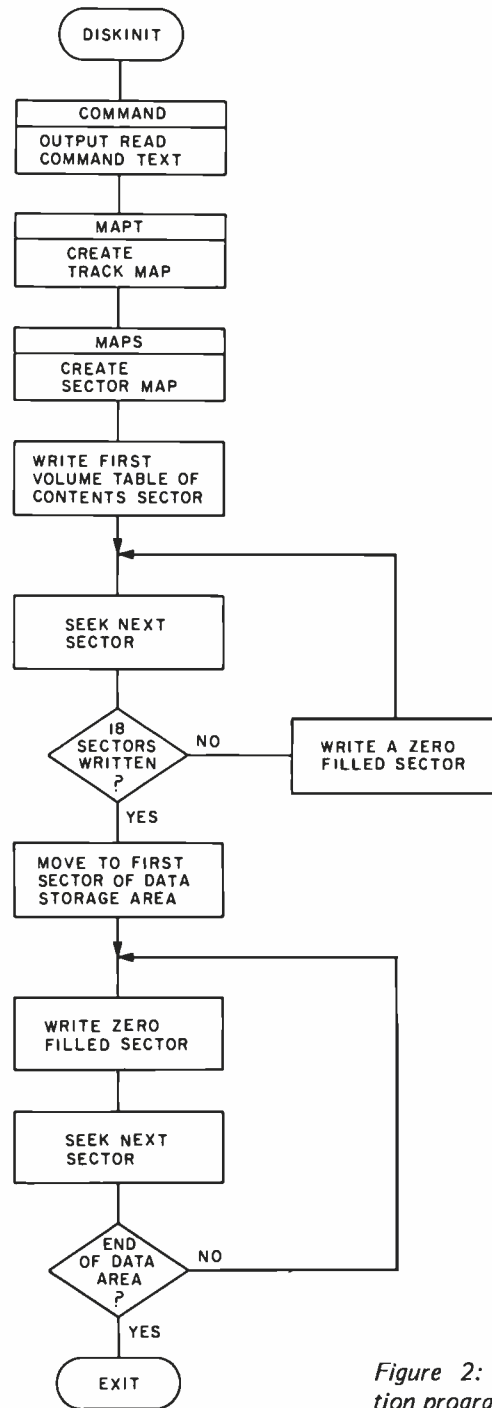 DISKINIT
COMMAND
OUTPUT READ
COMMAND TEXT
MAPT
CREATE
TRACK MAP
MAPS
CREATE
SECTOR MAP
WRITE FIRST
VOLUME TABLE OF
CONTENTS SECTOR
SEEK NEXT
SECTOR
18
SECTORS
WRITTEN
?
NO
WRITE A ZERO
FILLED SECTOR
YES
MOVE TO FIRST
SECTOR OF DATA
STORAGE AREA
WRITE ZERO
FILLED SECTOR
SEEK NEXT
SECTOR
END
OF DATA
AREA
?
NO
YES
EXIT
Figure 2:
tion progra